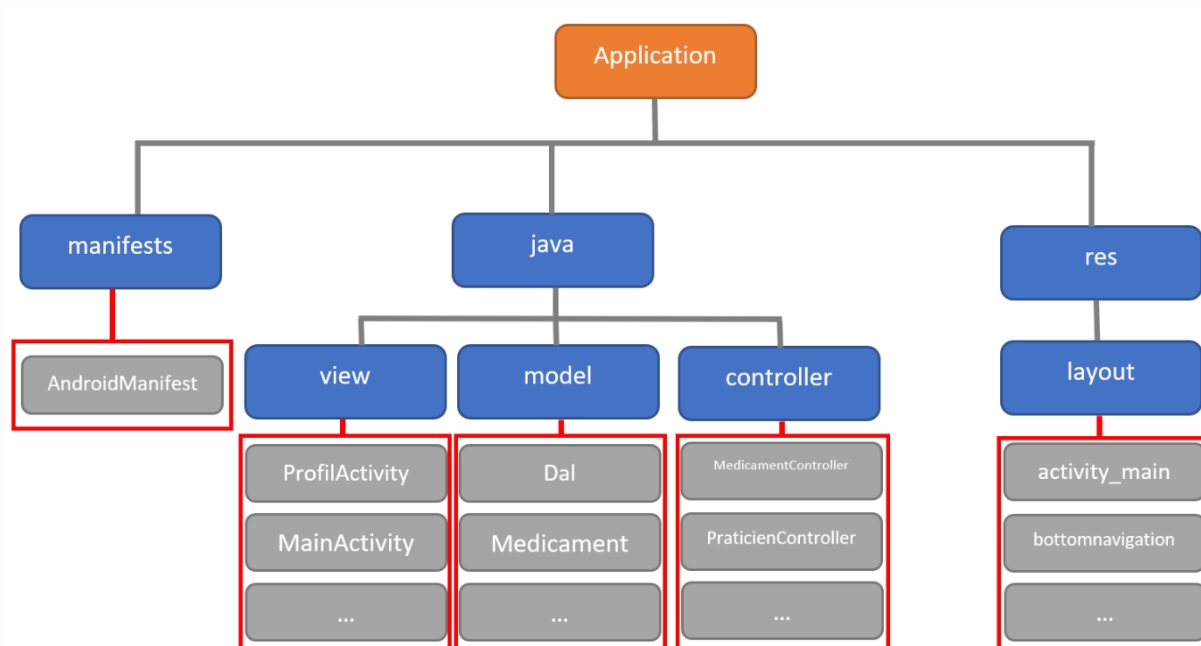 Application
manifests
java
res
AndroidManifest
view
model
controller
layout
ProfilActivity
Dal
MedicamentController
activity_main
MainActivity
Medicament
PraticienController
bottomnavigation
...
...
...
...